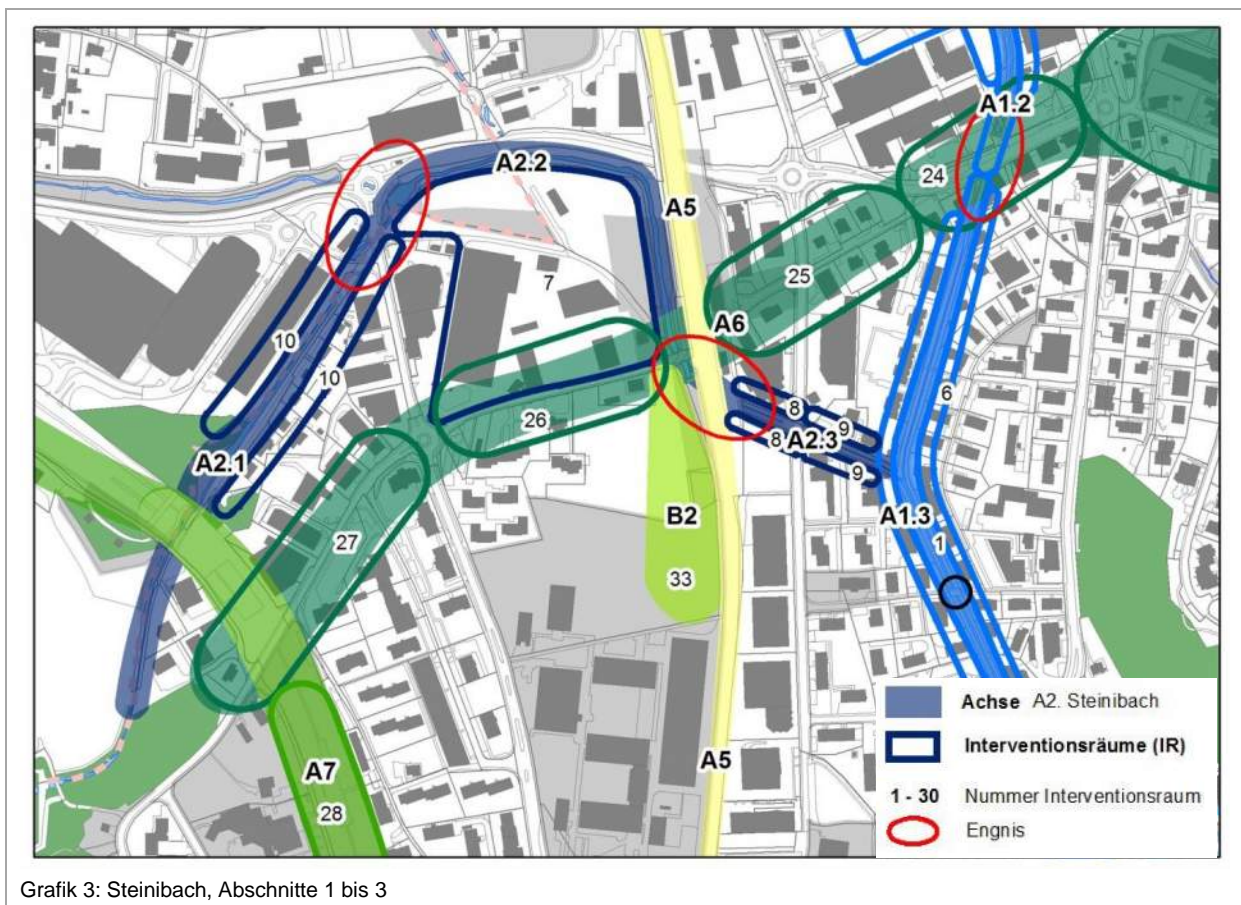 A1.2
A2.2
24
A5
25
7
A6
10
10
6
8
9
26
8
A2.3
9
A2.1
B2
A1.3
27
1
33
A7
28
A5
Achse A2. Steinibach
Interventionsräume (IR)
1 - 30 Nummer Interventionsraum
Engnis
Grafik 3: Steinibach, Abschnitte 1 bis 3